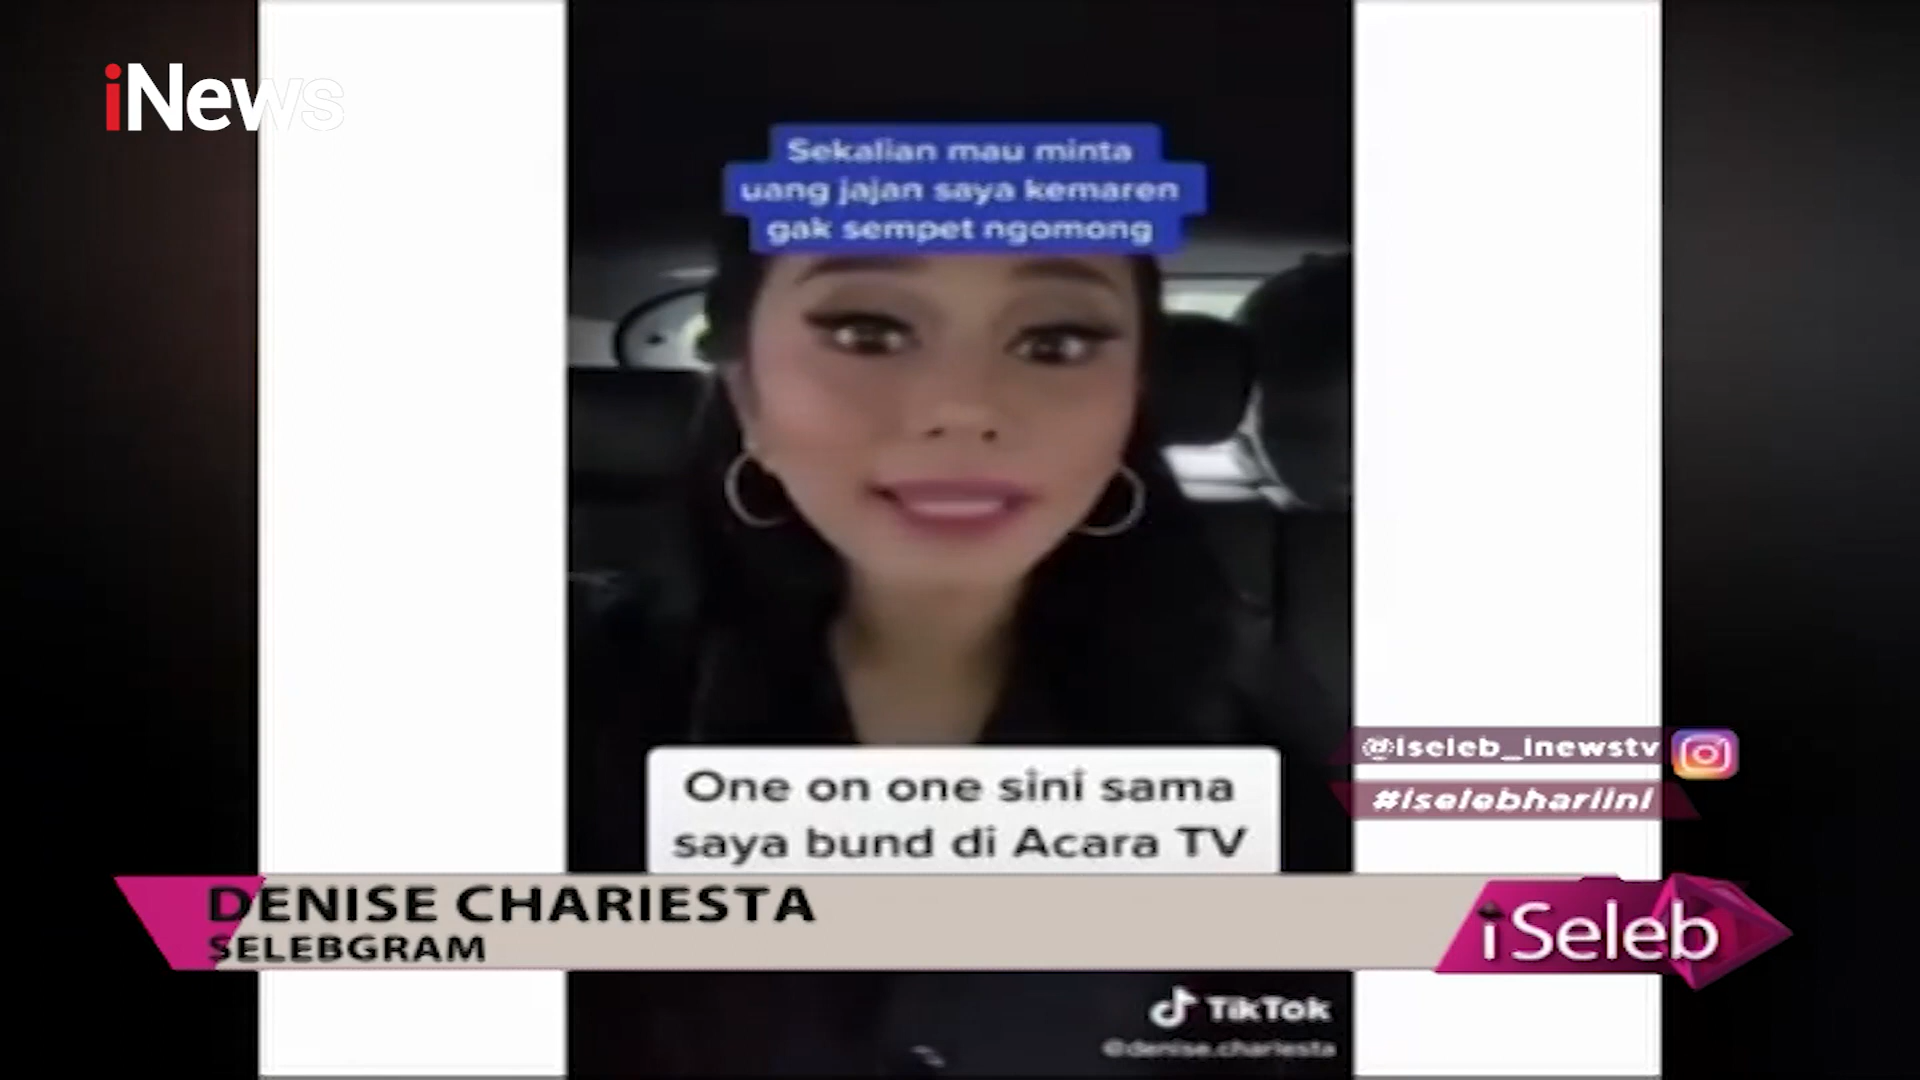 iNews
Sekalian mau minta
uang jajan saya kemaren
gak sempet ngomong
One on one sini sama
saya bund di Acara TV
@iseleb_inewstv
#iselebhariini
DENISE CHARIESTA
SELEBGRAM
iSeleb
TikTok
@denise.chariesta